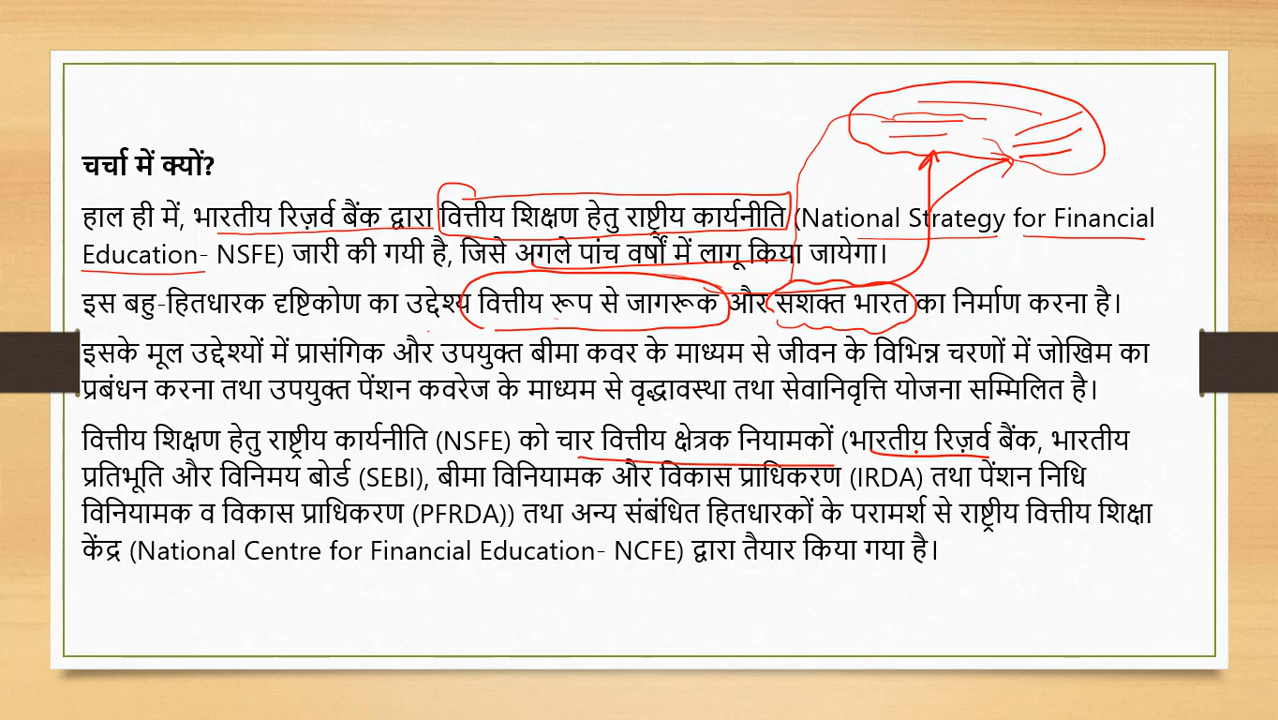 चर्चा में क्यों?
हाल ही में, भारतीय रिज़र्व बैंक द्वारा वित्तीय शिक्षण हेतु राष्ट्रीय कार्यनीति (National Strategy for Financial
Education- NSFE) जारी की गयी है, जिसे अगले पांच वर्षों में लागू किया जायेगा।
इस बहु-हितधारक दृष्टिकोण का उद्देश्य वित्तीय रूप से जागरूक और सशक्त भारत का निर्माण करना है।
इसके मूल उद्देश्यों में प्रासंगिक और उपयुक्त बीमा कवर के माध्यम से जीवन के विभिन्न चरणों में जोखिम का
प्रबंधन करना तथा उपयुक्त पेंशन कवरेज के माध्यम से वृद्धावस्था तथा सेवानिवृत्ति योजना सम्मिलित है।
वित्तीय शिक्षण हेतु राष्ट्रीय कार्यनीति (NSFE) को चार वित्तीय क्षेत्रक नियामकों (भारतीय रिज़र्व बैंक, भारतीय
प्रतिभूति और विनिमय बोर्ड (SEBI), बीमा विनियामक और विकास प्राधिकरण (IRDA) तथा पेंशन निधि
विनियामक व विकास प्राधिकरण (PFRDA)) तथा अन्य संबंधित हितधारकों के परामर्श से राष्ट्रीय वित्तीय शिक्षा
केंद्र (National Centre for Financial Education- NCFE) द्वारा तैयार किया गया है।